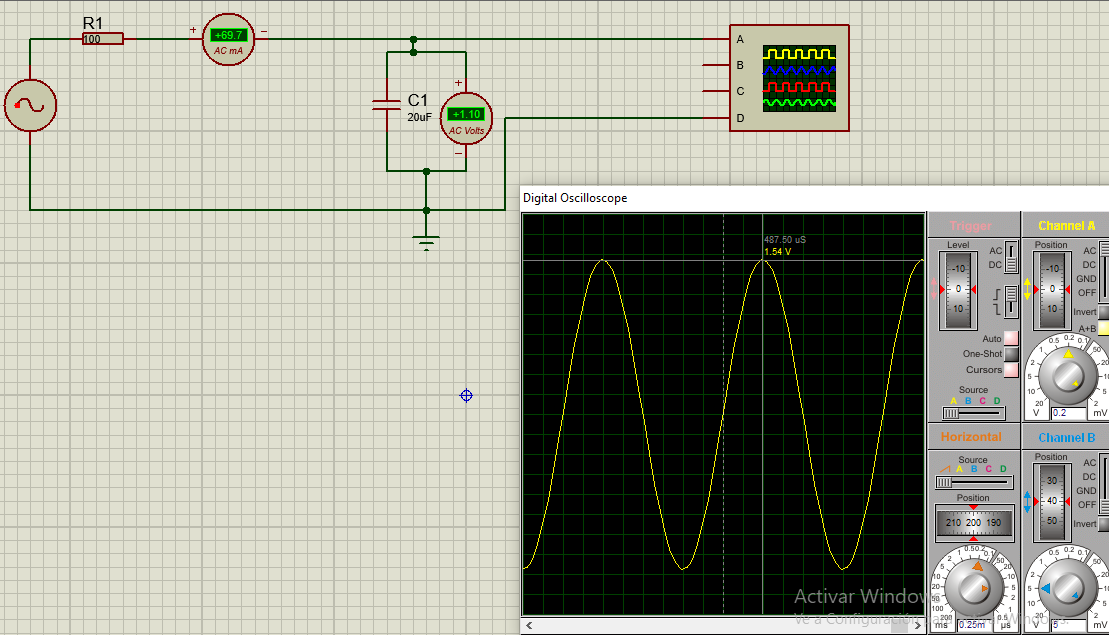 R1
100
+
+69.7
AC mA
−
A
B
C
D
C1
20uF
+
+1.10
AC Volts
−
Digital Oscilloscope
487.50 uS
1.54 V
Trigger
Level
AC
DC
-10
0
10
Auto
One-Shot
Cursors
Source
A B C D
Channel A
Position
AC
DC
GND
OFF
-10
0
10
Invert
A+B
V
0.2
mV
Horizontal
Source
A B C D
Position
210 200 190
ms
0.25m
µs
Channel B
Position
AC
DC
GND
OFF
30
40
50
Invert
V
5
mV
Activar Windows